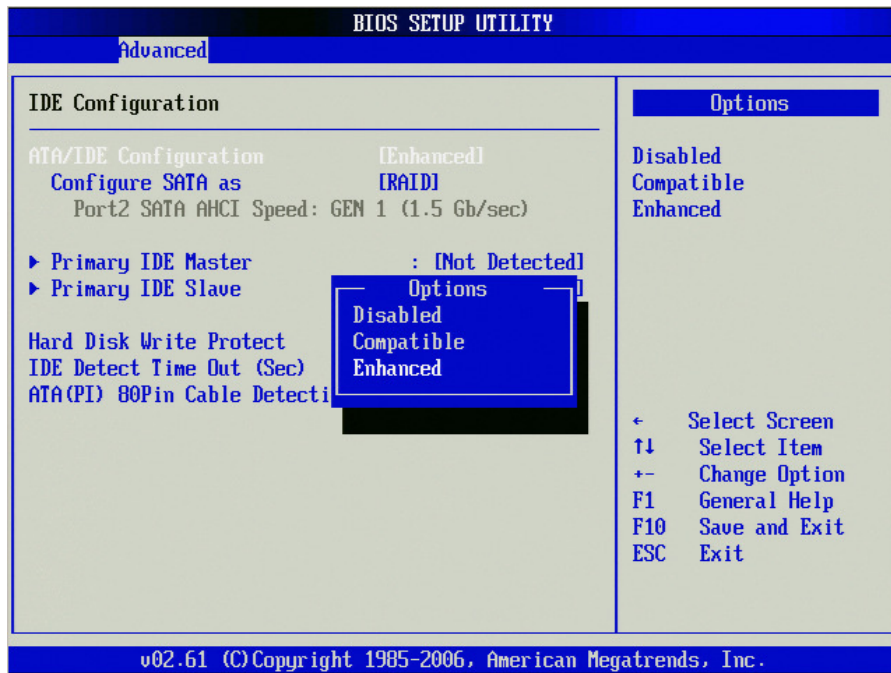 BIOS SETUP UTILITY
Advanced
IDE Configuration
ATA/IDE Configuration [Enhanced]
Configure SATA as [RAID]
Port2 SATA AHCI Speed: GEN 1 (1.5 Gb/sec)
Primary IDE Master : [Not Detected]
Primary IDE Slave ]
Hard Disk Write Protect
IDE Detect Time Out (Sec)
ATA(PI) 80Pin Cable Detecti
Options
Disabled
Compatible
Enhanced
Options
Disabled
Compatible
Enhanced
← Select Screen
↑↓ Select Item
+- Change Option
F1 General Help
F10 Save and Exit
ESC Exit
v02.61 (C)Copyright 1985-2006, American Megatrends, Inc.